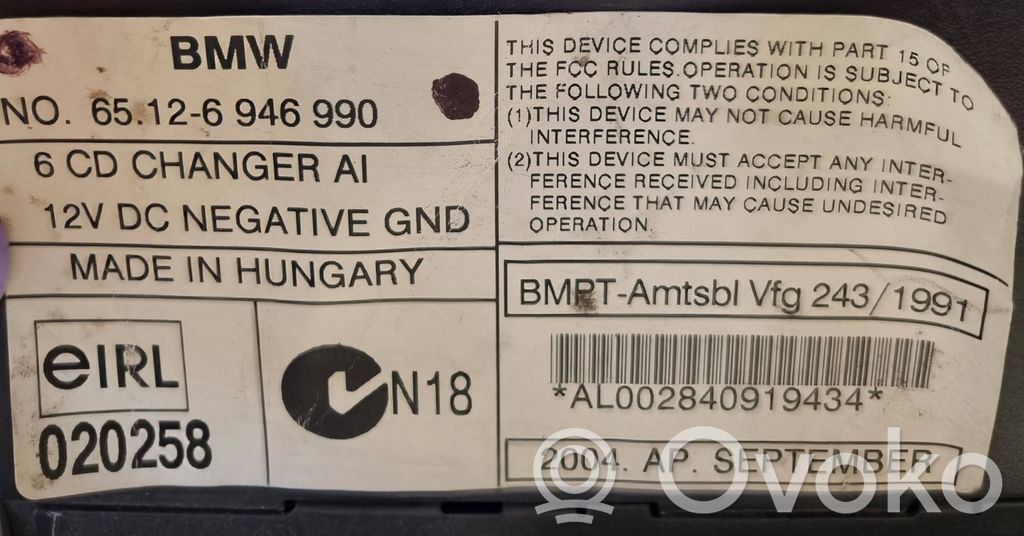 BMW
NO. 65.12-6 946 990
6 CD CHANGER AI
12V DC NEGATIVE GND
MADE IN HUNGARY
eIRL
020258
N18
THIS DEVICE COMPLIES WITH PART 15 OF
THE FCC RULES.OPERATION IS SUBJECT TO
THE FOLLOWING TWO CONDITIONS:
(1)THIS DEVICE MAY NOT CAUSE HARMFUL
INTERFERENCE.
(2)THIS DEVICE MUST ACCEPT ANY INTER-
FERENCE RECEIVED INCLUDING INTER-
FERENCE THAT MAY CAUSE UNDESIRED
OPERATION.
BMPT-Amtsbl Vfg 243/1991
*AL002840919434*
2004. AP. SEPTEMBER
Ovoko